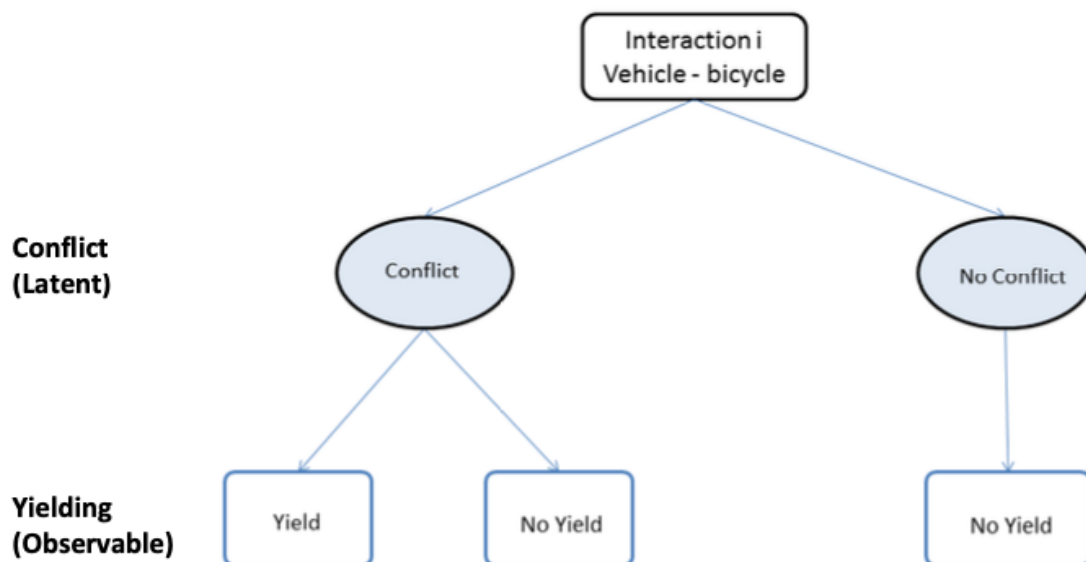 Interaction i
Vehicle - bicycle
Conflict
(Latent)
Conflict
No Conflict
Yielding
(Observable)
Yield
No Yield
No Yield